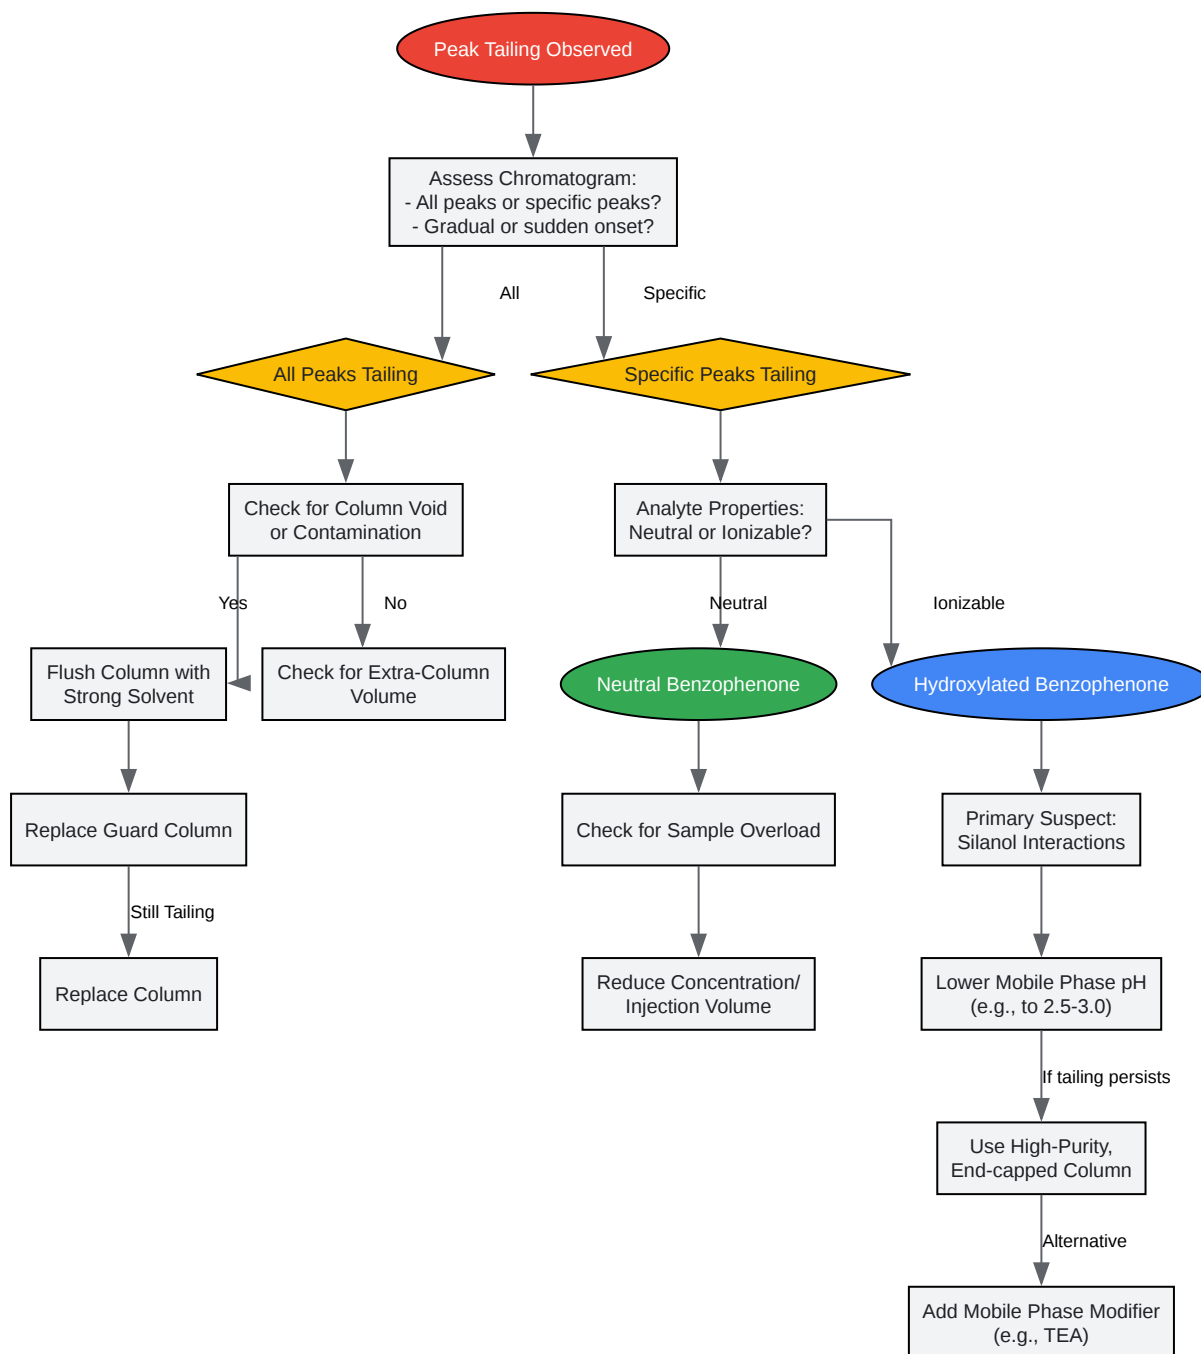 Peak Tailing Observed
Assess Chromatogram:
- All peaks or specific peaks?
- Gradual or sudden onset?
All
Specific
All Peaks Tailing
Specific Peaks Tailing
Check for Column Void
or Contamination
Analyte Properties:
Neutral or Ionizable?
Yes
No
Neutral
Ionizable
Flush Column with
Strong Solvent
Check for Extra-Column
Volume
Neutral Benzophenone
Hydroxylated Benzophenone
Replace Guard Column
Check for Sample Overload
Primary Suspect:
Silanol Interactions
Still Tailing
Replace Column
Reduce Concentration/
Injection Volume
Lower Mobile Phase pH
(e.g., to 2.5-3.0)
If tailing persists
Use High-Purity,
End-capped Column
Alternative
Add Mobile Phase Modifier
(e.g., TEA)